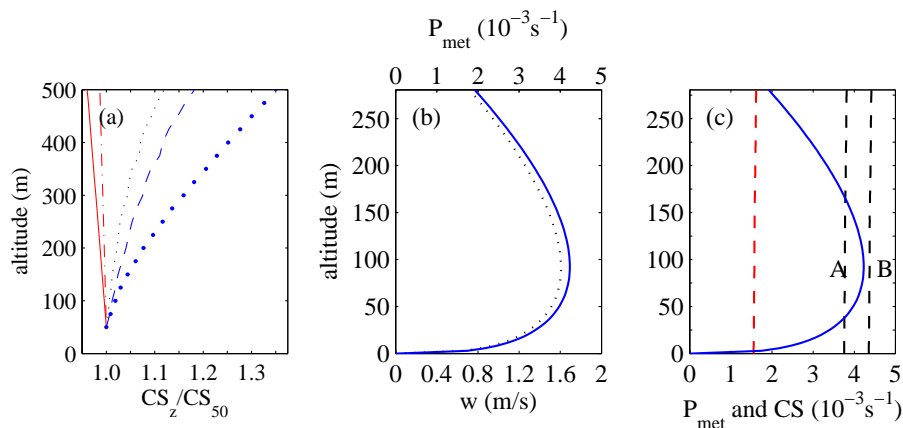 P_met (10^−3 s^−1)
0 1 2 3 4 5
500
400
300
200
100
0
altitude (m)
(a)
1.0 1.1 1.2 1.3
CS_z/CS_50
250
200
150
100
50
0
altitude (m)
(b)
0 0.4 0.8 1.2 1.6 2
w (m/s)
250
200
150
100
50
0
(c)
A B
0 1 2 3 4 5
P_met and CS (10^−3 s^−1)